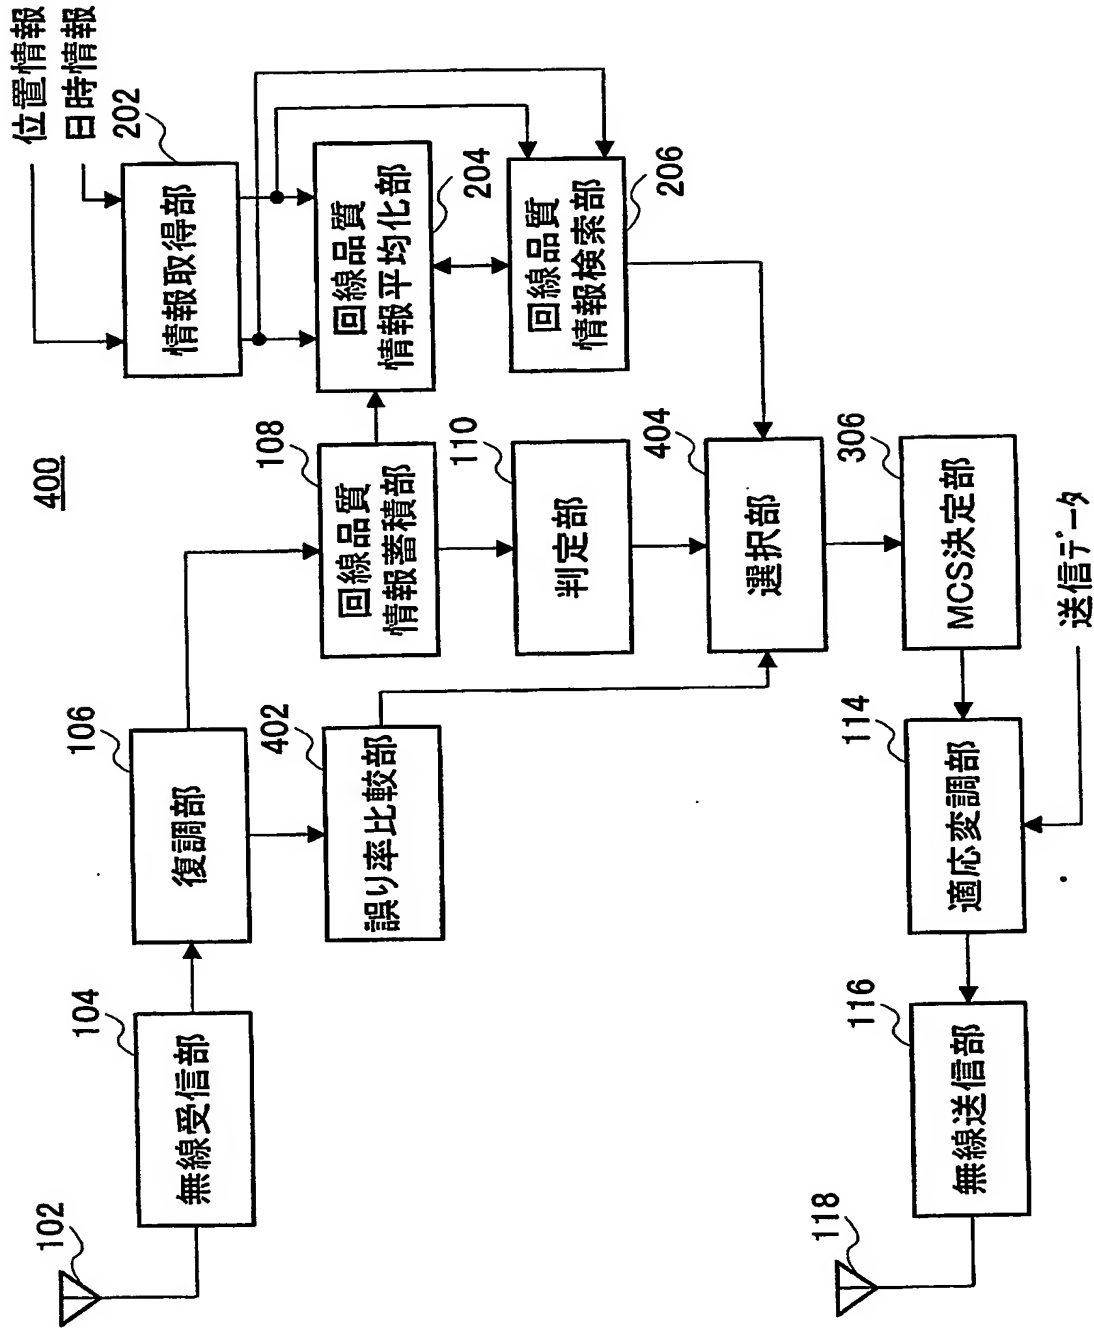 400
位置情報
日時情報
202
情報取得部
102
104
無線受信部
106
復調部
108
回線品質
情報蓄積部
204
回線品質
情報平均化部
402
誤り率比較部
110
判定部
206
回線品質
情報検索部
404
選択部
118
116
無線送信部
114
適応変調部
306
MCS決定部
送信データ